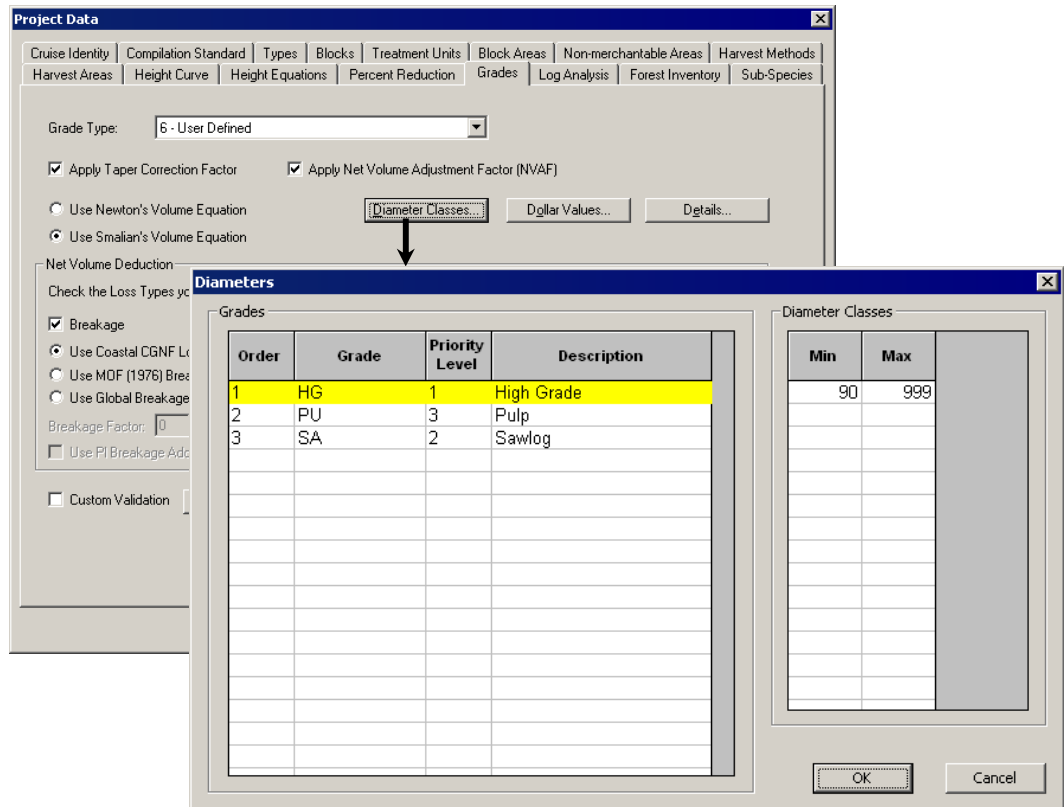 Project Data
Cruise Identity Compilation Standard Types Blocks Treatment Units Block Areas Non-merchantable Areas Harvest Methods
Harvest Areas Height Curve Height Equations Percent Reduction Grades Log Analysis Forest Inventory Sub-Species
Grade Type: 6 - User Defined
Apply Taper Correction Factor Apply Net Volume Adjustment Factor (NVAF)
Use Newton's Volume Equation Diameter Classes... Dollar Values... Details...
Use Smalian's Volume Equation
Net Volume Deduction
Check the Loss Types
Breakage
Use Coastal CGNF
Use MOF (1976)
Use Global Breakage
Breakage Factor: 0
Use PI Breakage
Custom Validation
Diameters
Grades Diameter Classes
Order Grade Priority Level Description Min Max
1 HG 1 High Grade 90 999
2 PU 3 Pulp
3 SA 2 Sawlog
OK Cancel